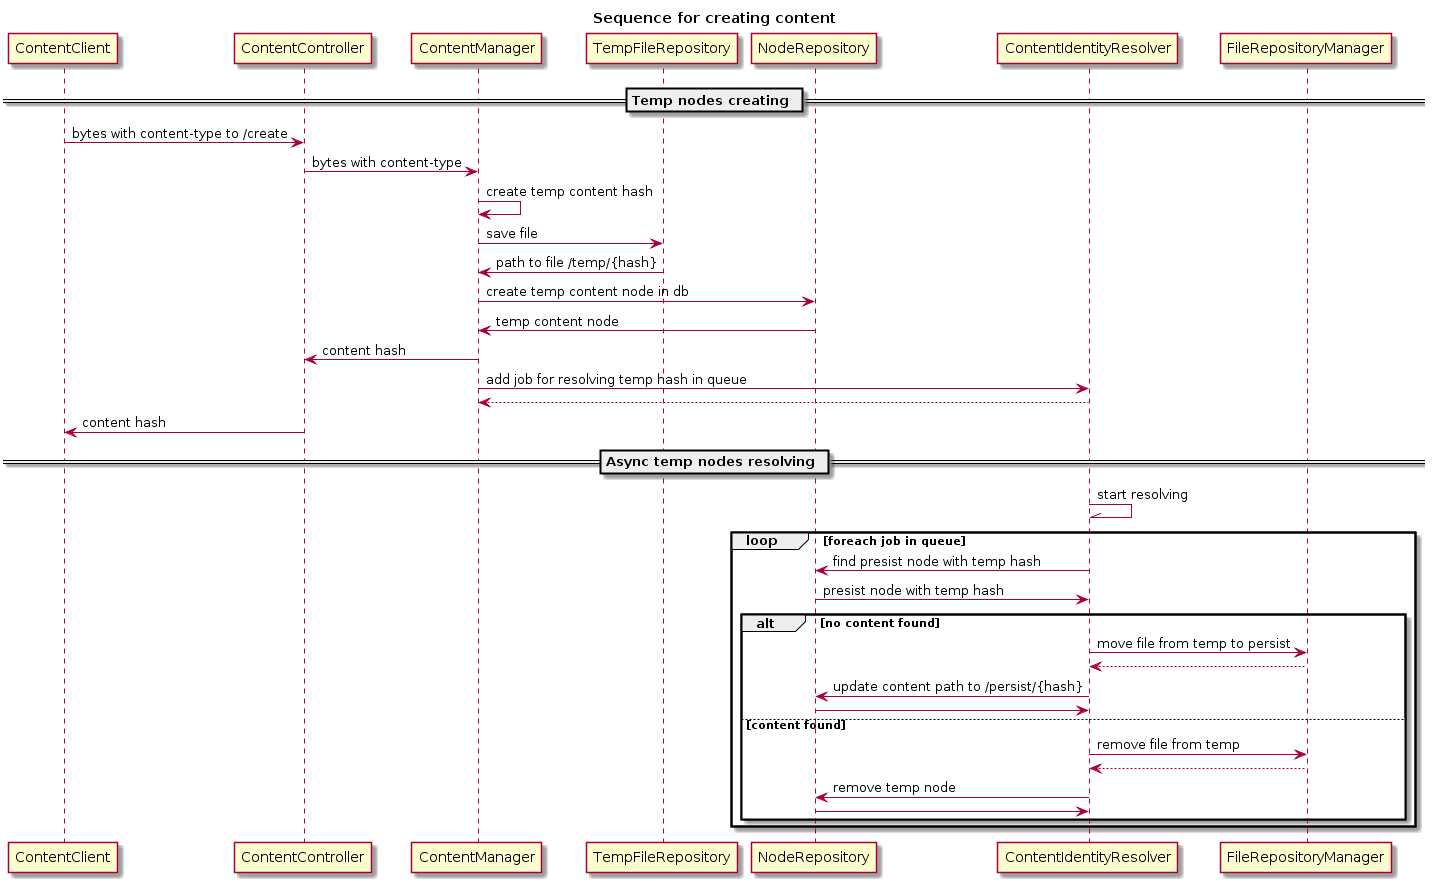 Sequence for creating content
ContentClient
ContentController
ContentManager
TempFileRepository
NodeRepository
ContentIdentityResolver
FileRepositoryManager
Temp nodes creating
bytes with content-type to /create
bytes with content-type
create temp content hash
save file
path to file /temp/{hash}
create temp content node in db
temp content node
content hash
add job for resolving temp hash in queue
content hash
Async temp nodes resolving
start resolving
loop [foreach job in queue]
find presist node with temp hash
presist node with temp hash
alt [no content found]
move file from temp to persist
update content path to /persist/{hash}
[content found]
remove file from temp
remove temp node
ContentClient
ContentController
ContentManager
TempFileRepository
NodeRepository
ContentIdentityResolver
FileRepositoryManager